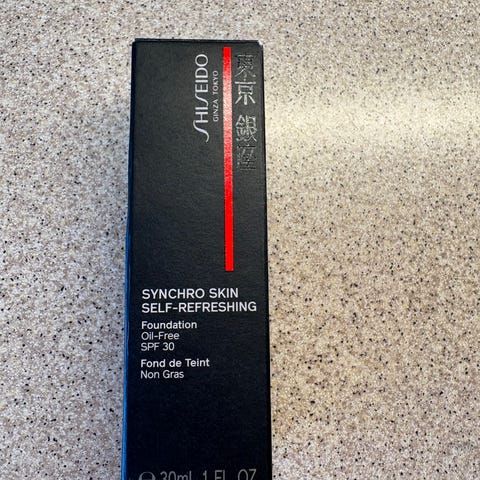 SHISEIDO
GINZA TOKYO
東京 銀座
SYNCHRO SKIN
SELF-REFRESHING
Foundation
Oil-Free
SPF 30
Fond de Teint
Non Gras
30ml 1 FL. OZ.